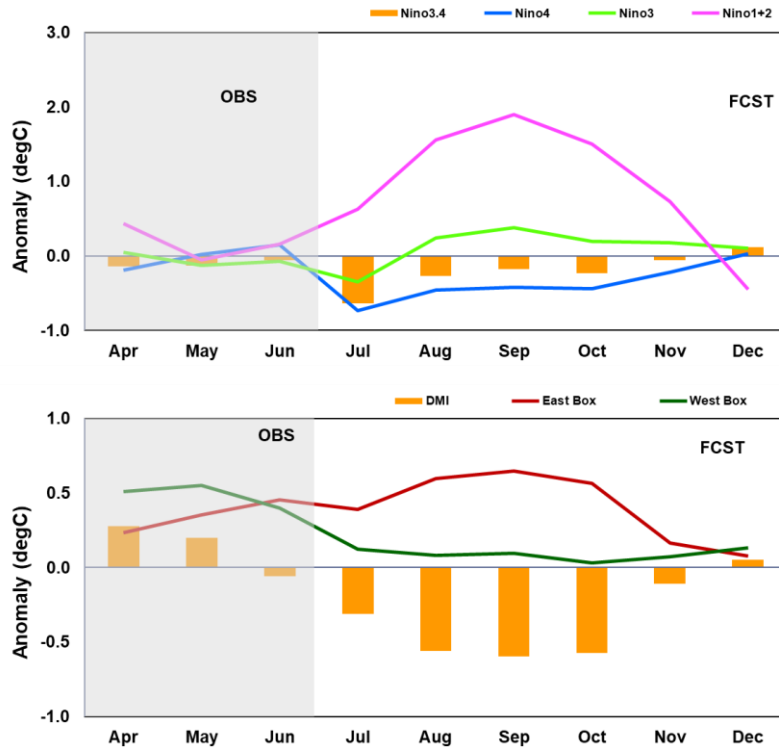 Nino3.4 Nino4 Nino3 Nino1+2
3.0
OBS FCST
2.0
1.0
0.0
-1.0
Anomaly (degC)
Apr May Jun Jul Aug Sep Oct Nov Dec
DMI East Box West Box
1.0
OBS FCST
0.5
0.0
-0.5
-1.0
Anomaly (degC)
Apr May Jun Jul Aug Sep Oct Nov Dec